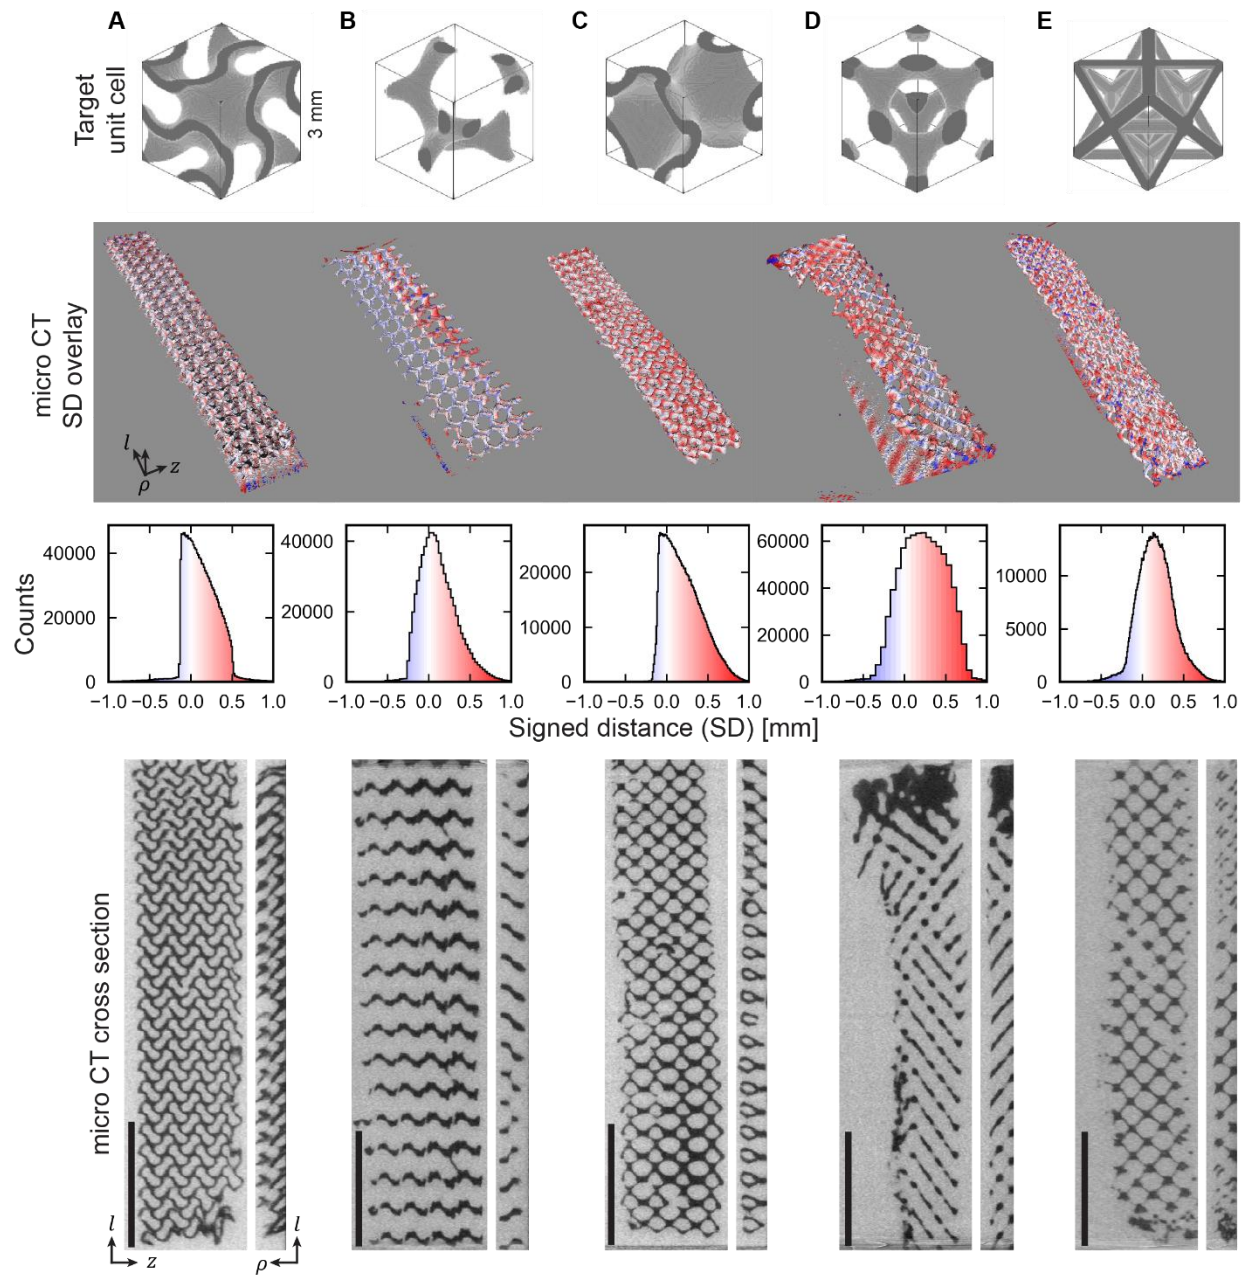 A
B
C
D
E
Target
unit cell
3 mm
micro CT
SD overlay
l
z
ρ
Counts
40000
20000
0
−1.0 −0.5 0.0 0.5 1.0
40000
20000
0
−1.0 −0.5 0.0 0.5 1.0
20000
10000
0
−1.0 −0.5 0.0 0.5 1.0
60000
40000
20000
0
−1.0 −0.5 0.0 0.5 1.0
10000
5000
0
−1.0 −0.5 0.0 0.5 1.0
Signed distance (SD) [mm]
micro CT cross section
l
z
l
ρ